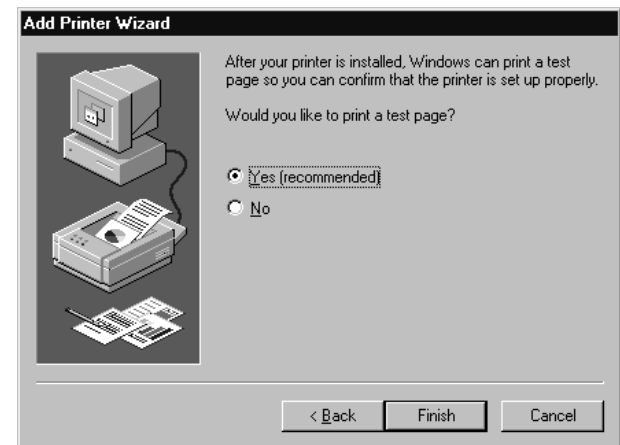 Add Printer Wizard
After your printer is installed, Windows can print a test
page so you can confirm that the printer is set up properly.
Would you like to print a test page?
Yes (recommended)
No
< Back
Finish
Cancel